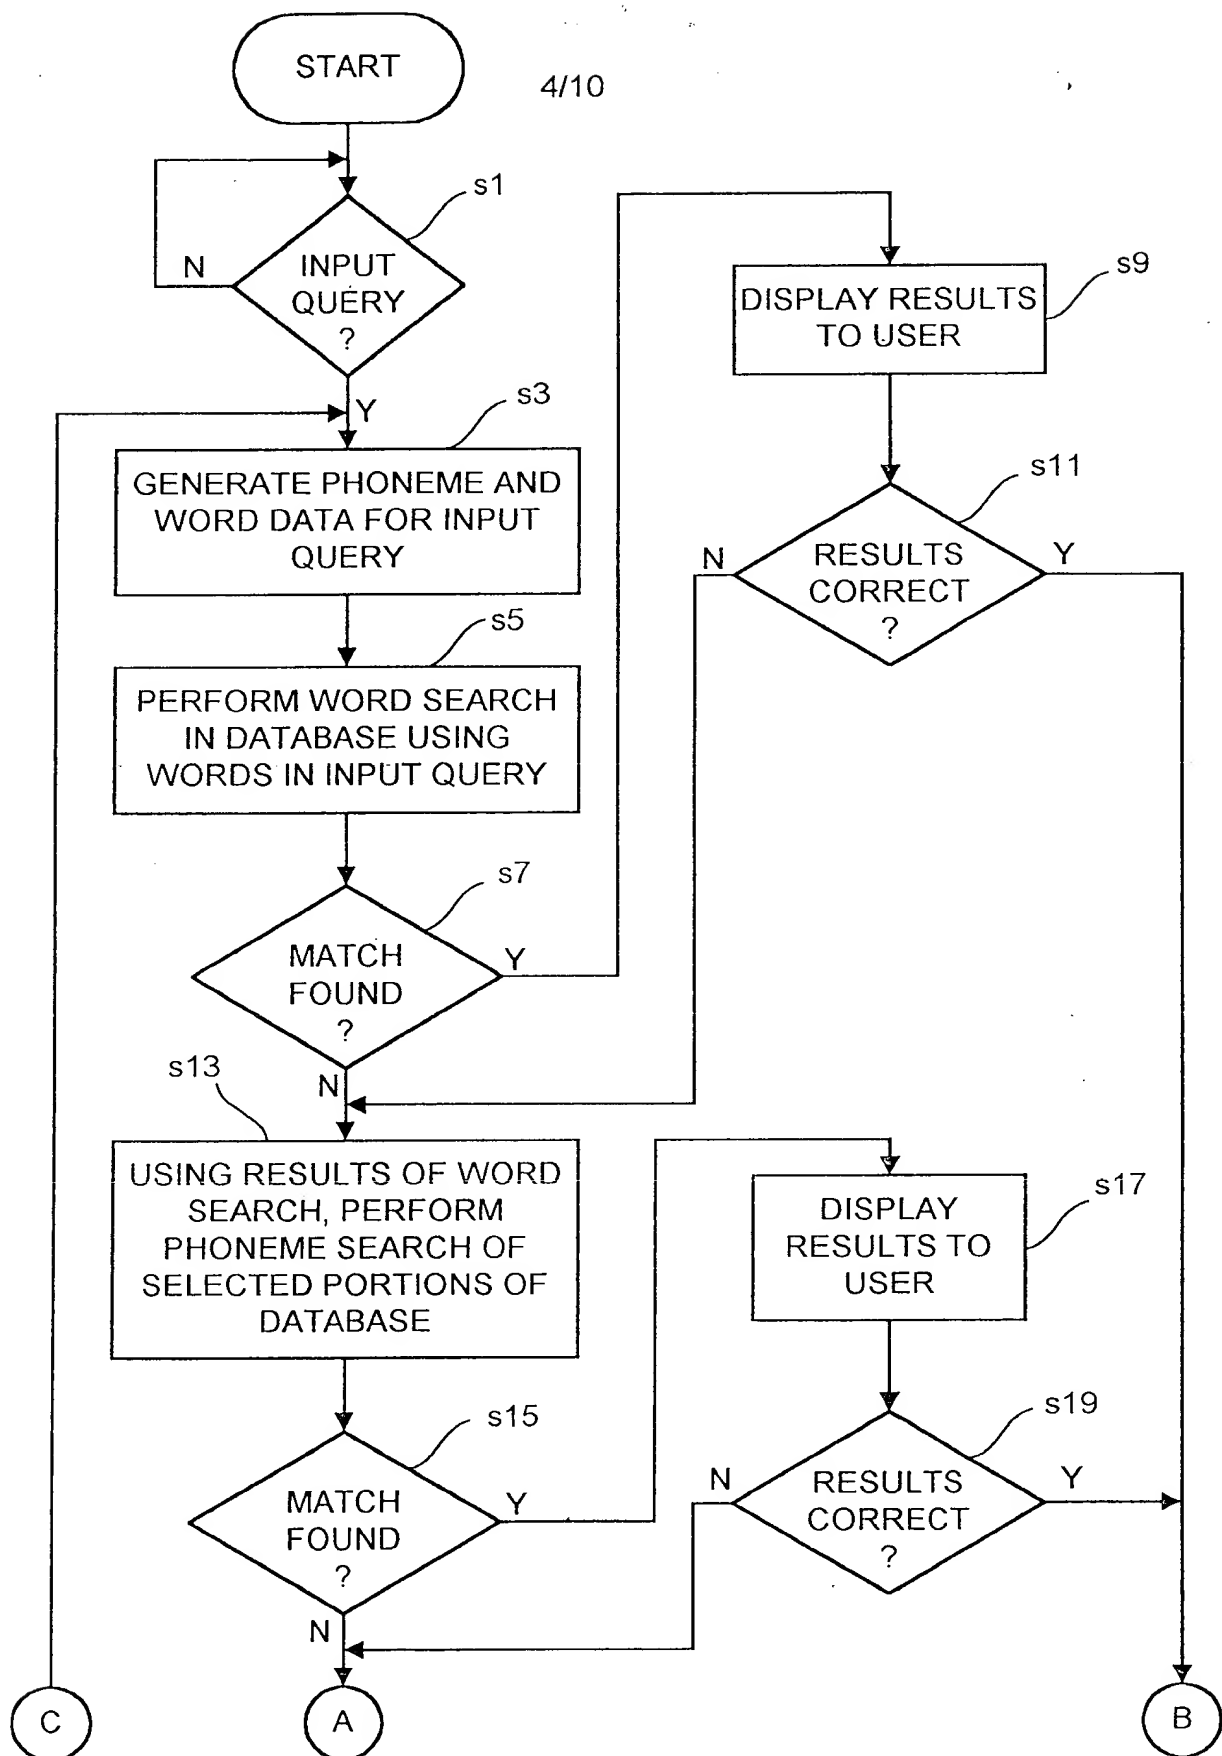 START
4/10
s1
N
INPUT
QUERY
?
Y
s3
GENERATE PHONEME AND
WORD DATA FOR INPUT
QUERY
s5
PERFORM WORD SEARCH
IN DATABASE USING
WORDS IN INPUT QUERY
s7
MATCH
FOUND
?
Y
N
s9
DISPLAY RESULTS
TO USER
s11
N
RESULTS
CORRECT
?
Y
s13
USING RESULTS OF WORD
SEARCH, PERFORM
PHONEME SEARCH OF
SELECTED PORTIONS OF
DATABASE
s15
MATCH
FOUND
?
Y
N
s17
DISPLAY
RESULTS TO
USER
s19
N
RESULTS
CORRECT
?
Y
C
A
B